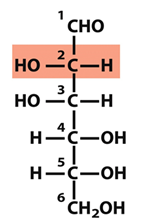 1 CHO
2 HO — C — H
3 HO — C — H
4 H — C — OH
5 H — C — OH
6 CH₂OH